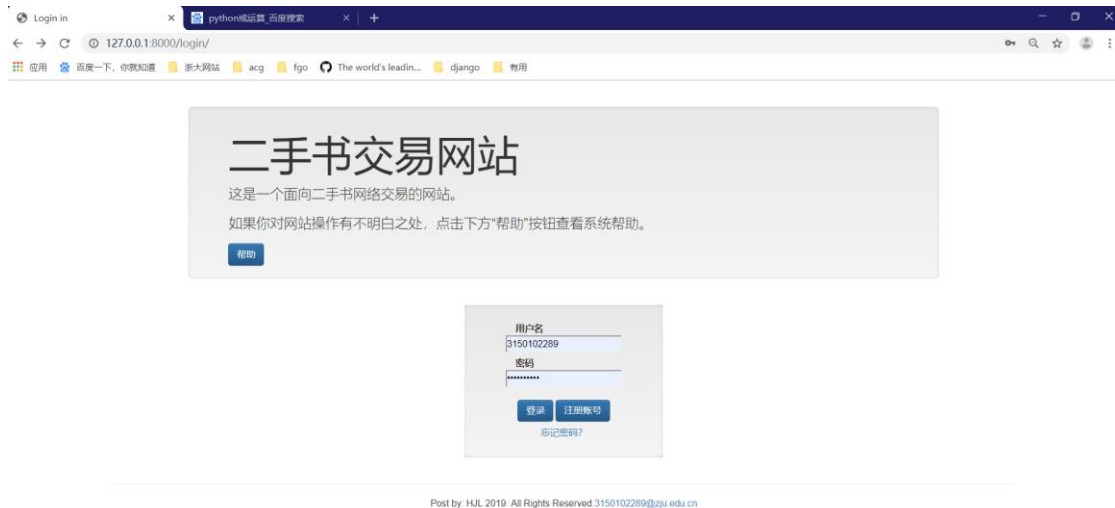 Login in
python或运算_百度搜索
127.0.0.1:8000/login/
应用 百度一下，你就知道 浙大网站 acg fgo The world's leadin... django 有用
二手书交易网站
这是一个面向二手书网络交易的网站。
如果你对网站操作有不明白之处，点击下方“帮助”按钮查看系统帮助。
帮助
用户名
3150102289
密码
••••••••••
登录 注册账号
忘记密码?
Post by: HJL 2019. All Rights Reserved.3150102289@zju.edu.cn